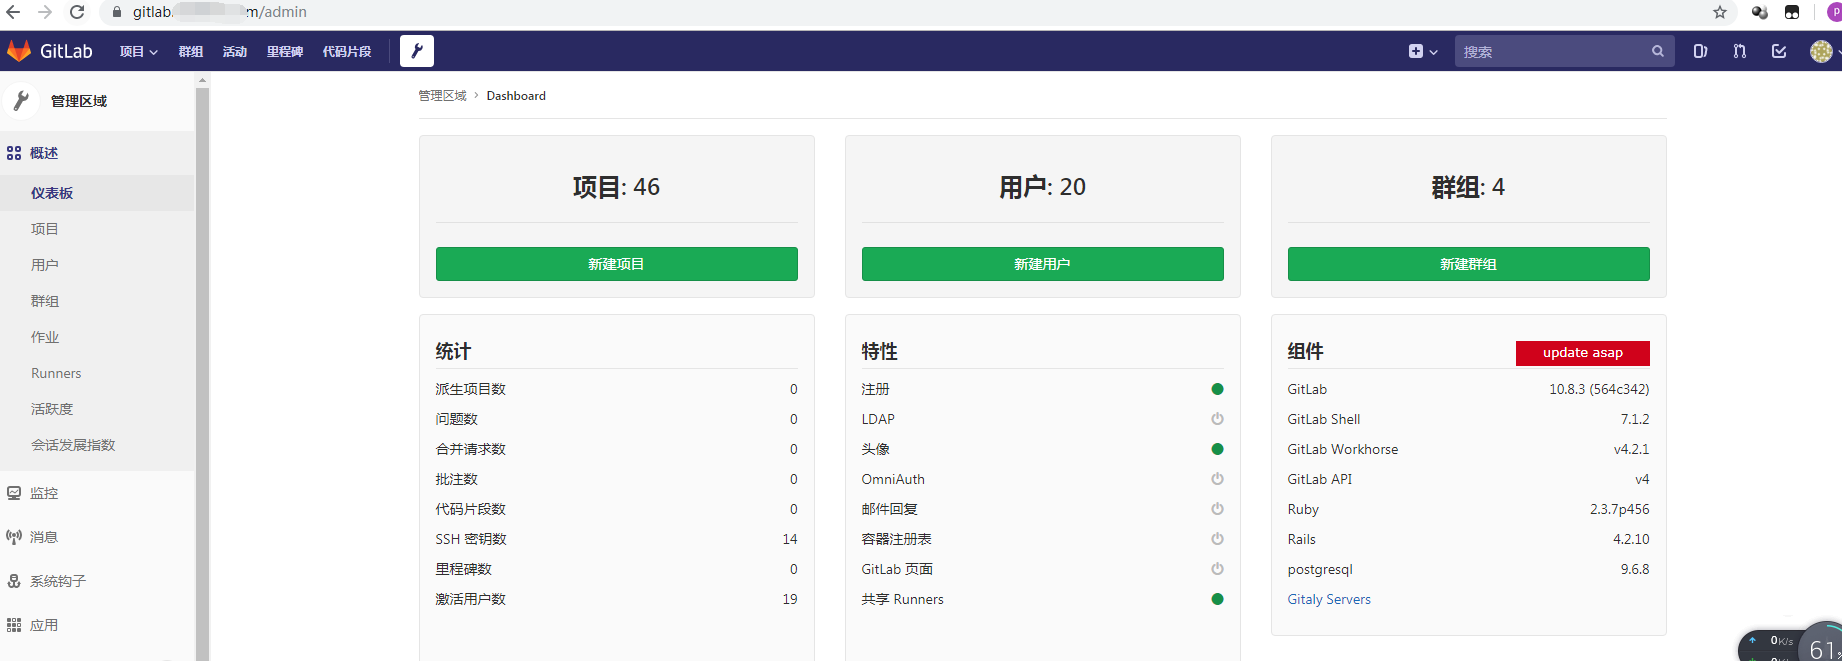 gitlab. m/admin
GitLab 项目 群组 活动 里程碑 代码片段 搜索
管理区域
概述
仪表板
项目
用户
群组
作业
Runners
活跃度
会话发展指数
监控
消息
系统钩子
应用
管理区域 › Dashboard
项目: 46
新建项目
用户: 20
新建用户
群组: 4
新建群组
统计
派生项目数 0
问题数 0
合并请求数 0
批注数 0
代码片段数 0
SSH 密钥数 14
里程碑数 0
激活用户数 19
特性
注册
LDAP
头像
OmniAuth
邮件回复
容器注册表
GitLab 页面
共享 Runners
组件 update asap
GitLab 10.8.3 (564c342)
GitLab Shell 7.1.2
GitLab Workhorse v4.2.1
GitLab API v4
Ruby 2.3.7p456
Rails 4.2.10
postgresql 9.6.8
Gitaly Servers
0K/s
61%